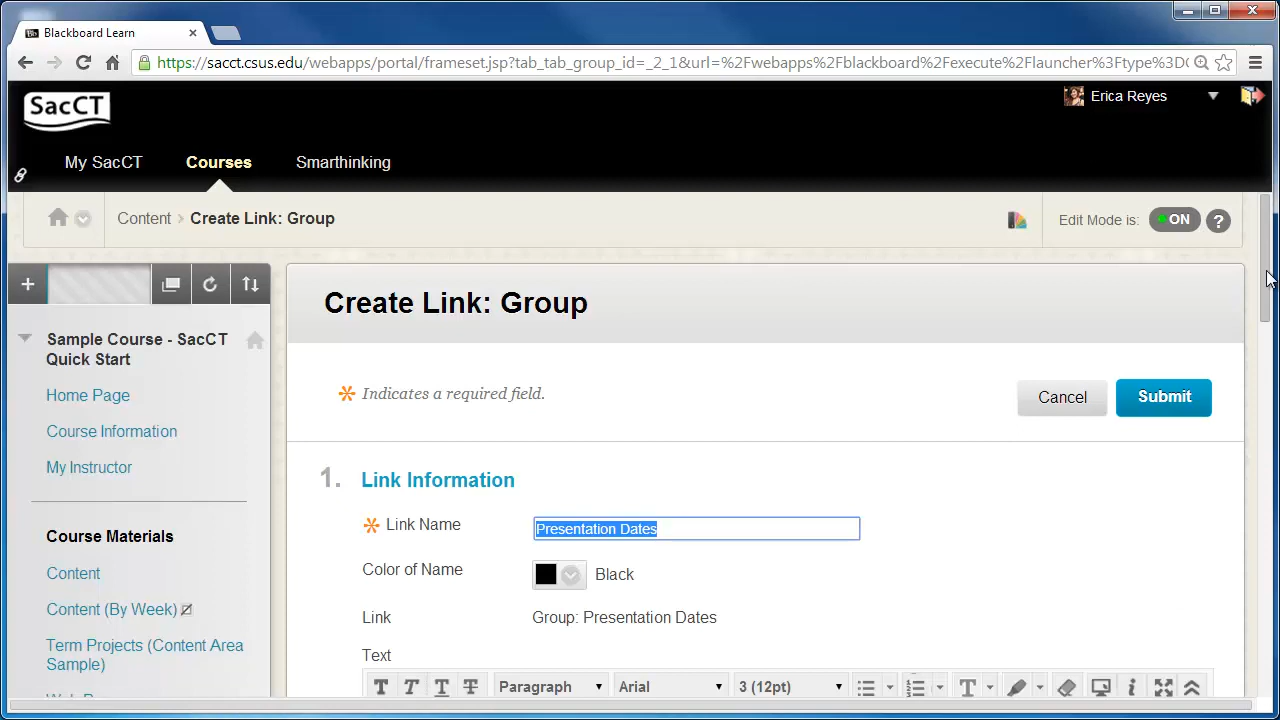 Blackboard Learn
https://sacct.csus.edu/webapps/portal/frameset.jsp?tab_tab_group_id=_2_1&url=%2Fwebapps%2Fblackboard%2Fexecute%2Flauncher%3Ftype%3DC
SacCT
Erica Reyes
My SacCT Courses Smarthinking
Content > Create Link: Group
Edit Mode is: ON ?
Create Link: Group
Sample Course - SacCT
Quick Start
Home Page
Course Information
My Instructor
Course Materials
Content
Content (By Week)
Term Projects (Content Area
Sample)
Indicates a required field.
Cancel Submit
1. Link Information
Link Name Presentation Dates
Color of Name Black
Link Group: Presentation Dates
Text
T T T T Paragraph Arial 3 (12pt) T i